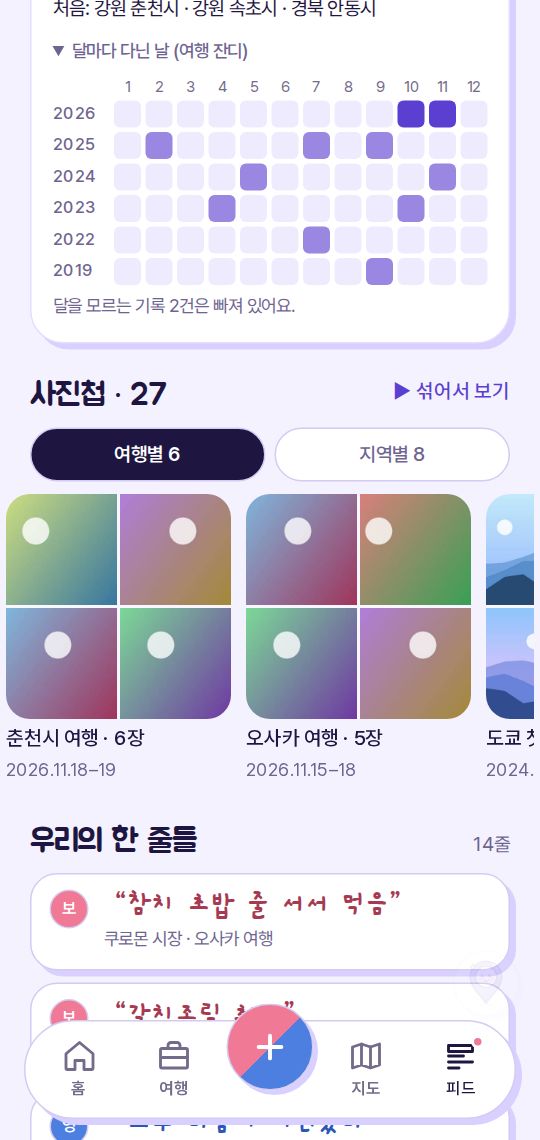 처음: 강원 춘천시 · 강원 속초시 · 경북 안동시
▼ 달마다 다닌 날 (여행 잔디)
1 2 3 4 5 6 7 8 9 10 11 12
2026
2025
2024
2023
2022
2019
달을 모르는 기록 2건은 빠져 있어요.
사진첩 · 27
▶ 섞어서 보기
여행별 6
지역별 8
춘천시 여행 · 6장
2026.11.18–19
오사카 여행 · 5장
2026.11.15–18
도쿄
2024.
우리의 한 줄들
14줄
보
“참치 초밥 줄 서서 먹음”
쿠로몬 시장 · 오사카 여행
보
“갈치조림
홈
여행
+
지도
피드